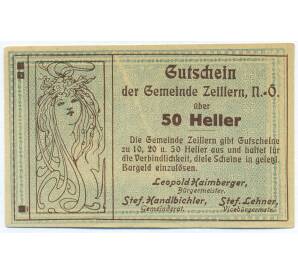 Gutschein
der Gemeinde Zeillern, N.-Ö.
über
50 Heller
Die Gemeinde Zeillern gibt Gutscheine
zu 10, 20 u. 50 Heller aus und haftet für
die Verbindlichkeit, diese Scheine in gesetzl.
Bargeld einzulösen.
Leopold Haimberger,
Bürgermeister.
Stef. Handlbichler, Stef. Lehner,
Gemeinderat. Vicebürgermeister.